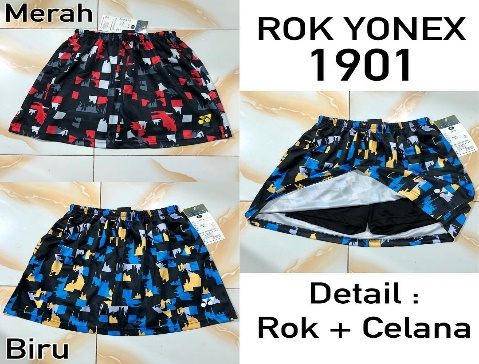 Merah
ROK YONEX
1901
Biru
Detail :
Rok + Celana